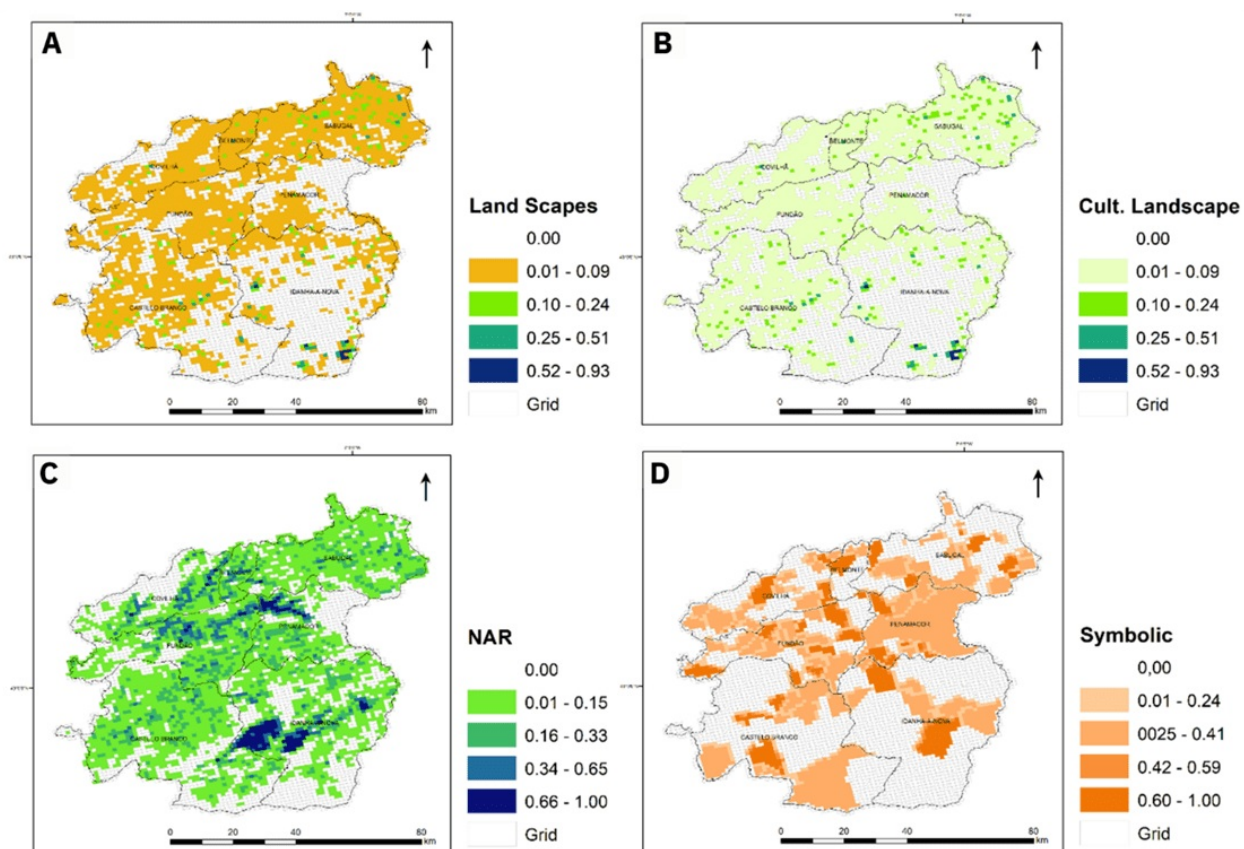 A
COVILHÃ
BELMONTE
SABUGAL
FUNDÃO
PENAMACOR
CASTELO BRANCO
IDANHA-A-NOVA
0 20 40 80
km
Land Scapes
0.00
0.01 - 0.09
0.10 - 0.24
0.25 - 0.51
0.52 - 0.93
Grid
B
COVILHÃ
BELMONTE
SABUGAL
FUNDÃO
PENAMACOR
CASTELO BRANCO
IDANHA-A-NOVA
0 20 40 80
km
Cult. Landscape
0.00
0.01 - 0.09
0.10 - 0.24
0.25 - 0.51
0.52 - 0.93
Grid
C
COVILHÃ
SABUGAL
FUNDÃO
PENAMACOR
CASTELO BRANCO
IDANHA-A-NOVA
0 20 40 80
km
NAR
0.00
0.01 - 0.15
0.16 - 0.33
0.34 - 0.65
0.66 - 1.00
Grid
D
COVILHÃ
BELMONTE
SABUGAL
FUNDÃO
PENAMACOR
CASTELO BRANCO
IDANHA-A-NOVA
0 20 40 80
km
Symbolic
0,00
0.01 - 0.24
0025 - 0.41
0.42 - 0.59
0.60 - 1.00
Grid